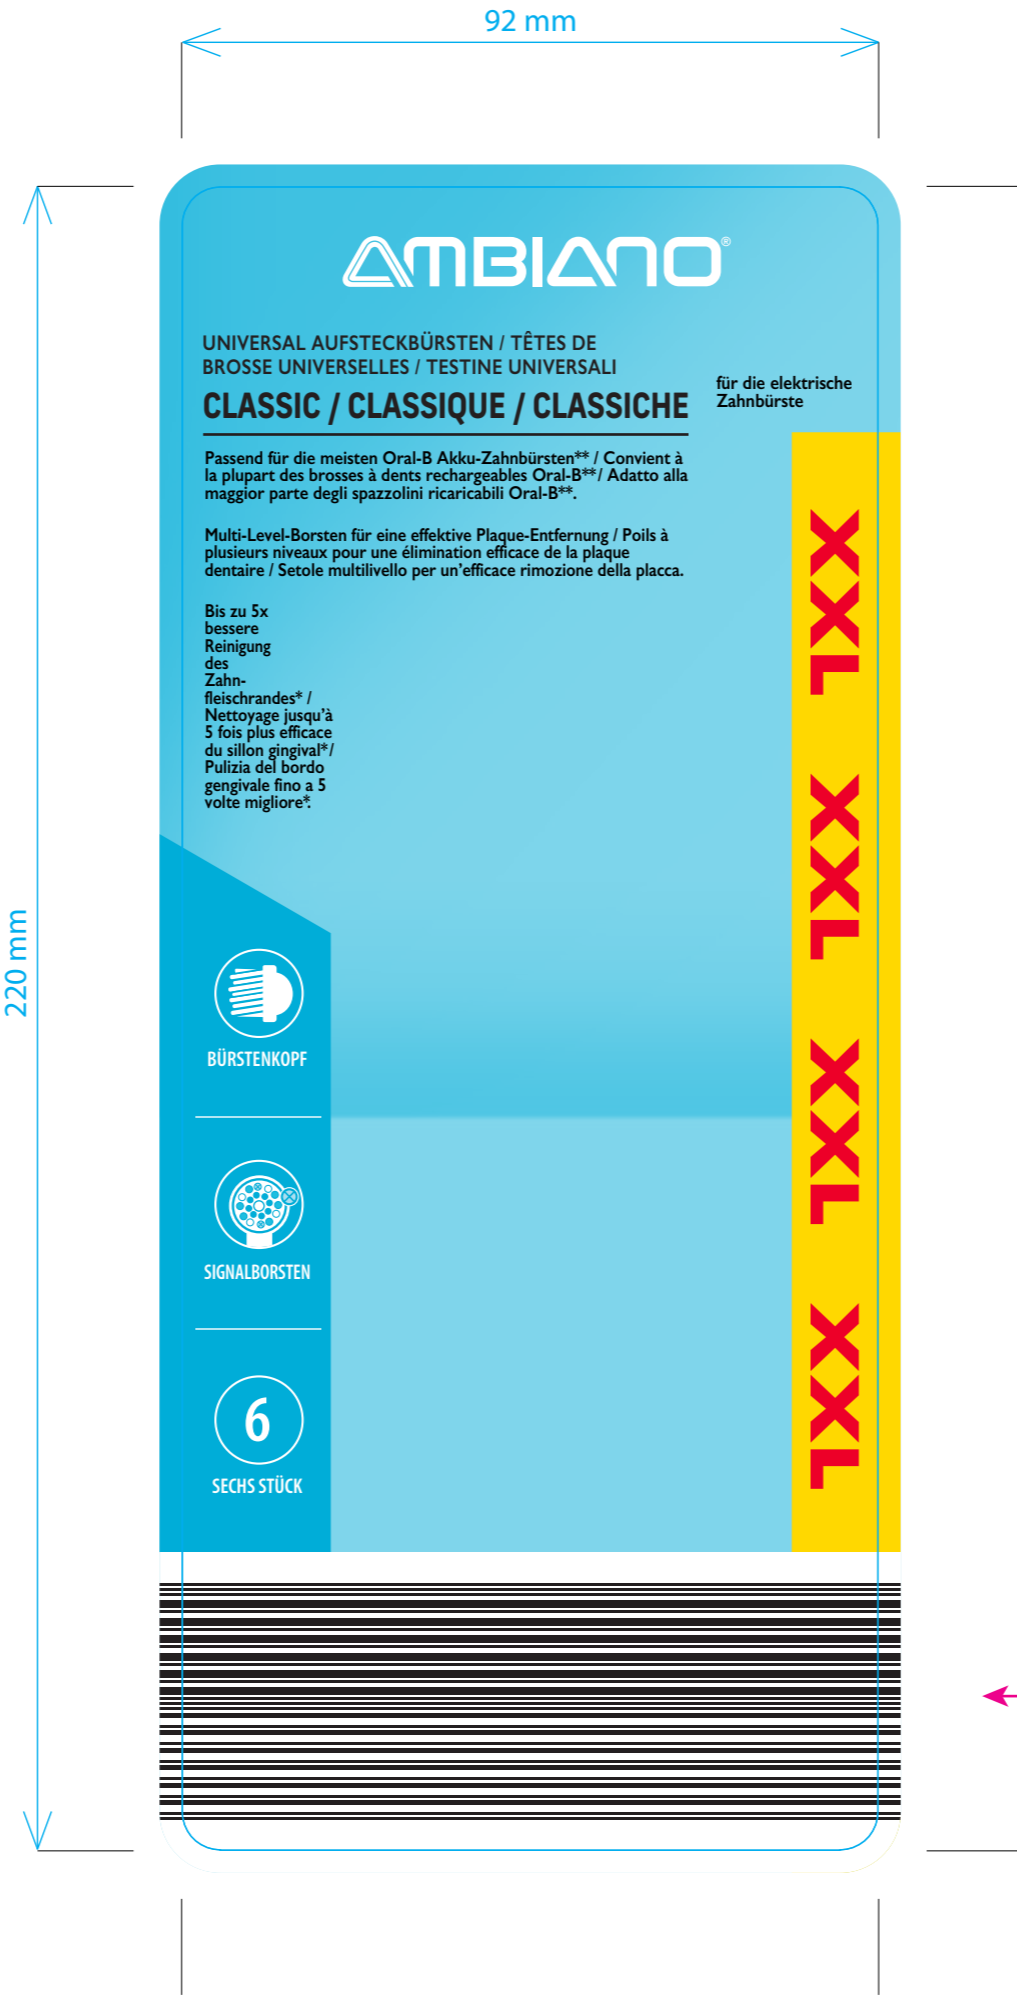 92 mm
220 mm
AMBIANO®
UNIVERSAL AUFSTECKBÜRSTEN / TÊTES DE
BROSSE UNIVERSELLES / TESTINE UNIVERSALI
CLASSIC / CLASSIQUE / CLASSICHE
für die elektrische
Zahnbürste
Passend für die meisten Oral-B Akku-Zahnbürsten** / Convient à
la plupart des brosses à dents rechargeables Oral-B**/ Adatto alla
maggior parte degli spazzolini ricaricabili Oral-B**.
Multi-Level-Borsten für eine effektive Plaque-Entfernung / Poils à
plusieurs niveaux pour une élimination efficace de la plaque
dentaire / Setole multilivello per un'efficace rimozione della placca.
Bis zu 5x
bessere
Reinigung
des
Zahn-
fleischrandes* /
Nettoyage jusqu'à
5 fois plus efficace
du sillon gingival*/
Pulizia del bordo
gengivale fino a 5
volte migliore*.
BÜRSTENKOPF
SIGNALBORSTEN
6
SECHS STÜCK
XXL
XXL
XXL
XXL